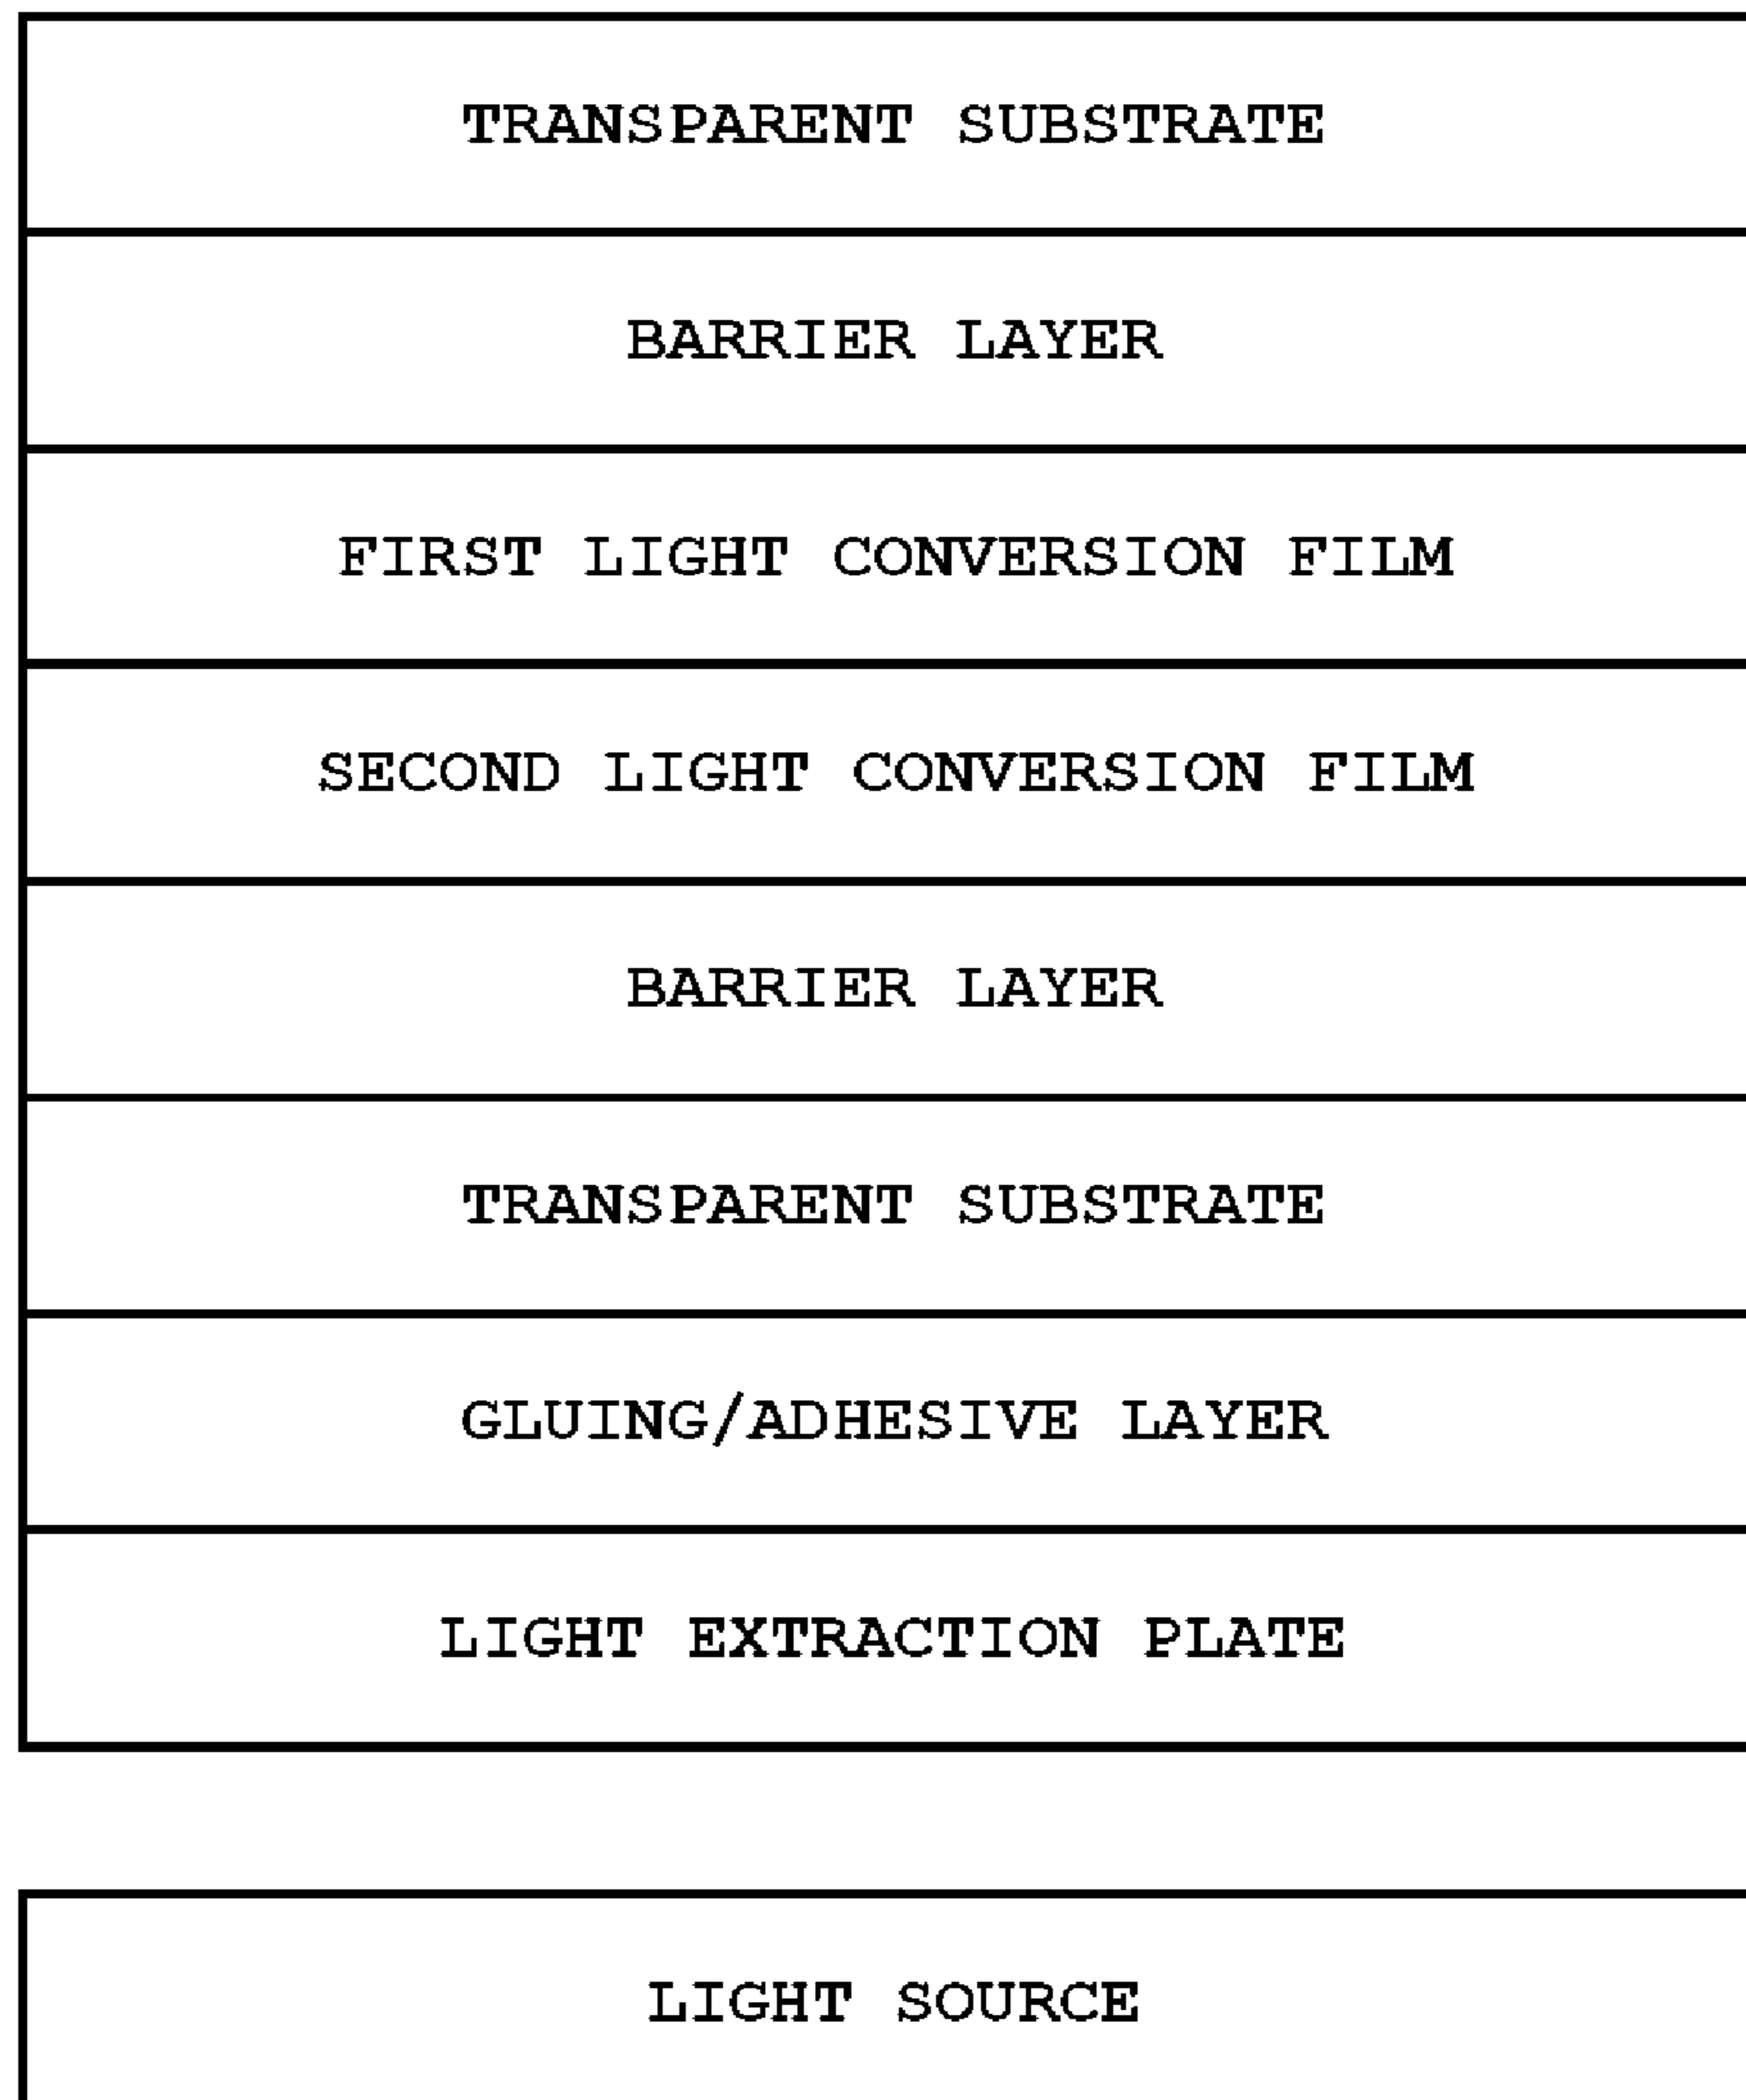 TRANSPARENT SUBSTRATE
BARRIER LAYER
FIRST LIGHT CONVERSION FILM
SECOND LIGHT CONVERSION FILM
BARRIER LAYER
TRANSPARENT SUBSTRATE
GLUING/ADHESIVE LAYER
LIGHT EXTRACTION PLATE
LIGHT SOURCE